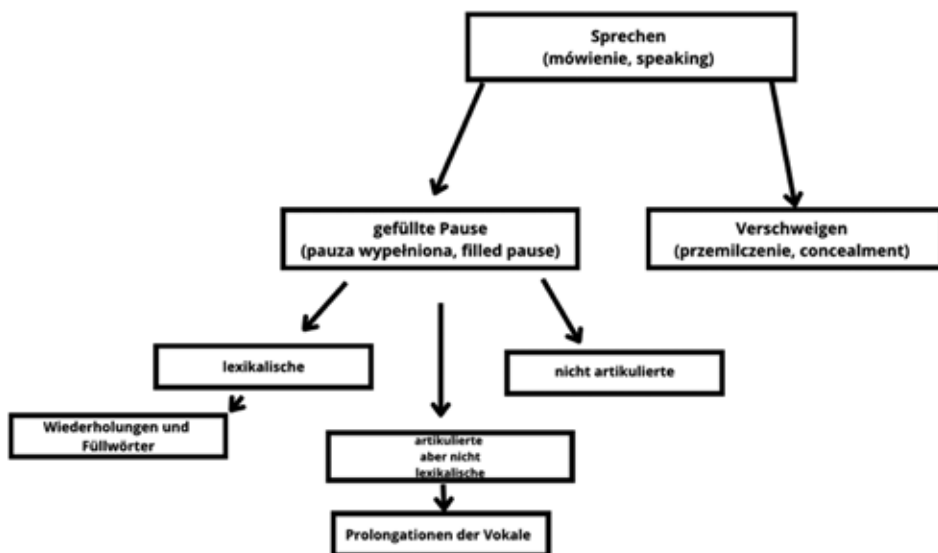 Sprechen
(mówienie, speaking)
gefüllte Pause
(pauza wypełniona, filled pause)
Verschweigen
(przemilczenie, concealment)
lexikalische
nicht artikulierte
Wiederholungen und
Füllwörter
artikulierte
aber nicht
lexikalische
Prolongationen der Vokale